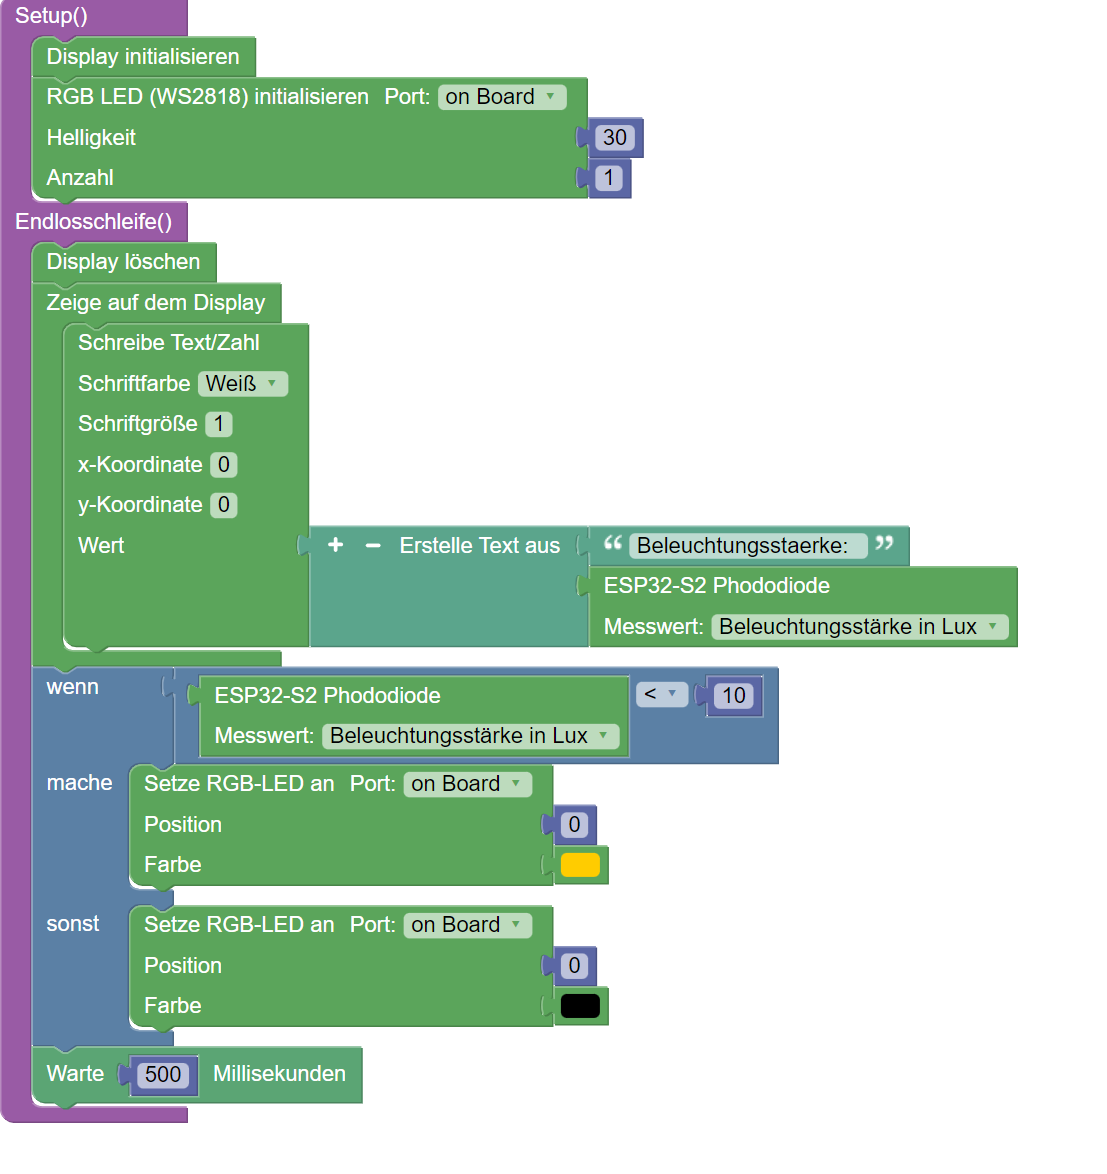 Setup()
Display initialisieren
RGB LED (WS2818) initialisieren Port: on Board
Helligkeit 30
Anzahl 1
Endlosschleife()
Display löschen
Zeige auf dem Display
Schreibe Text/Zahl
Schriftfarbe Weiß
Schriftgröße 1
x-Koordinate 0
y-Koordinate 0
Wert + − Erstelle Text aus “ Beleuchtungsstaerke: ”
ESP32-S2 Phododiode
Messwert: Beleuchtungsstärke in Lux
wenn ESP32-S2 Phododiode < 10
Messwert: Beleuchtungsstärke in Lux
mache Setze RGB-LED an Port: on Board
Position 0
Farbe
sonst Setze RGB-LED an Port: on Board
Position 0
Farbe
Warte 500 Millisekunden